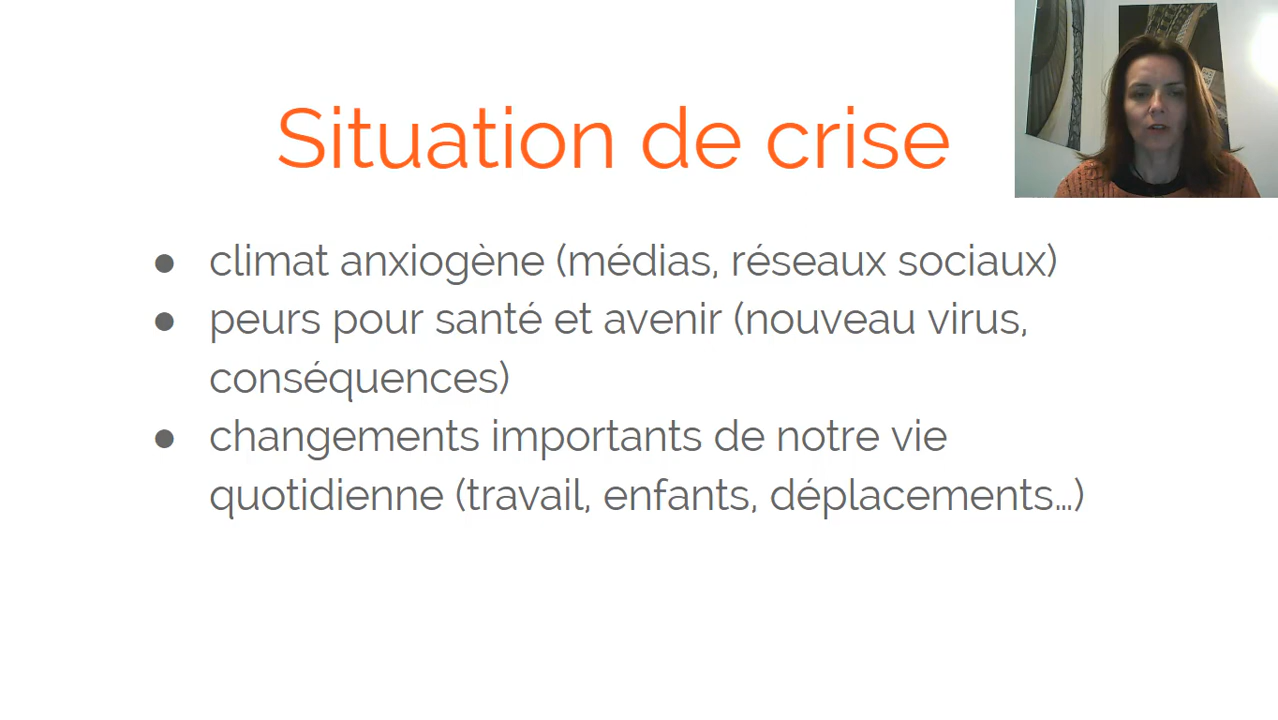 Situation de crise
● climat anxiogène (médias, réseaux sociaux)
● peurs pour santé et avenir (nouveau virus,
conséquences)
● changements importants de notre vie
quotidienne (travail, enfants, déplacements…)